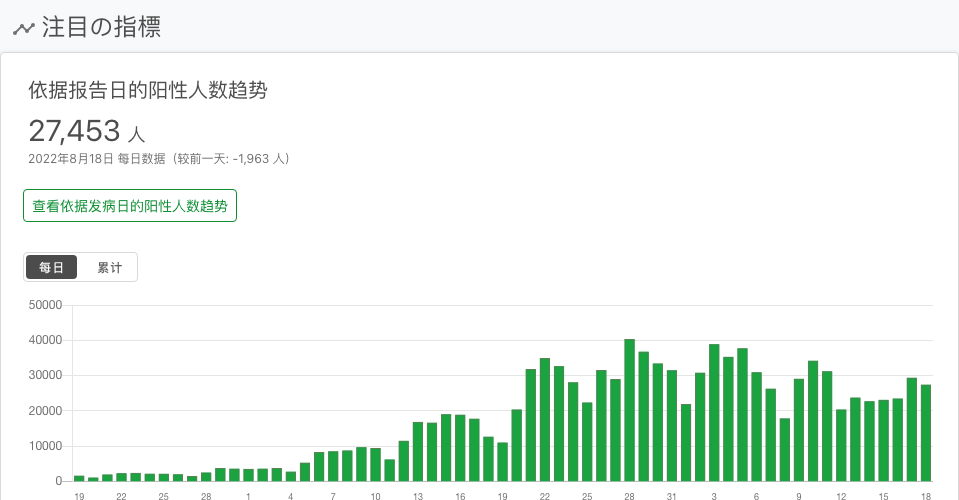 注目の指標
依据报告日的阳性人数趋势
27,453 人
2022年8月18日 每日数据（较前一天: -1,963 人）
查看依据发病日的阳性人数趋势
每日 累计
50000
40000
30000
20000
10000
0
19 22 25 28 1 4 7 10 13 16 19 22 25 28 31 3 6 9 12 15 18